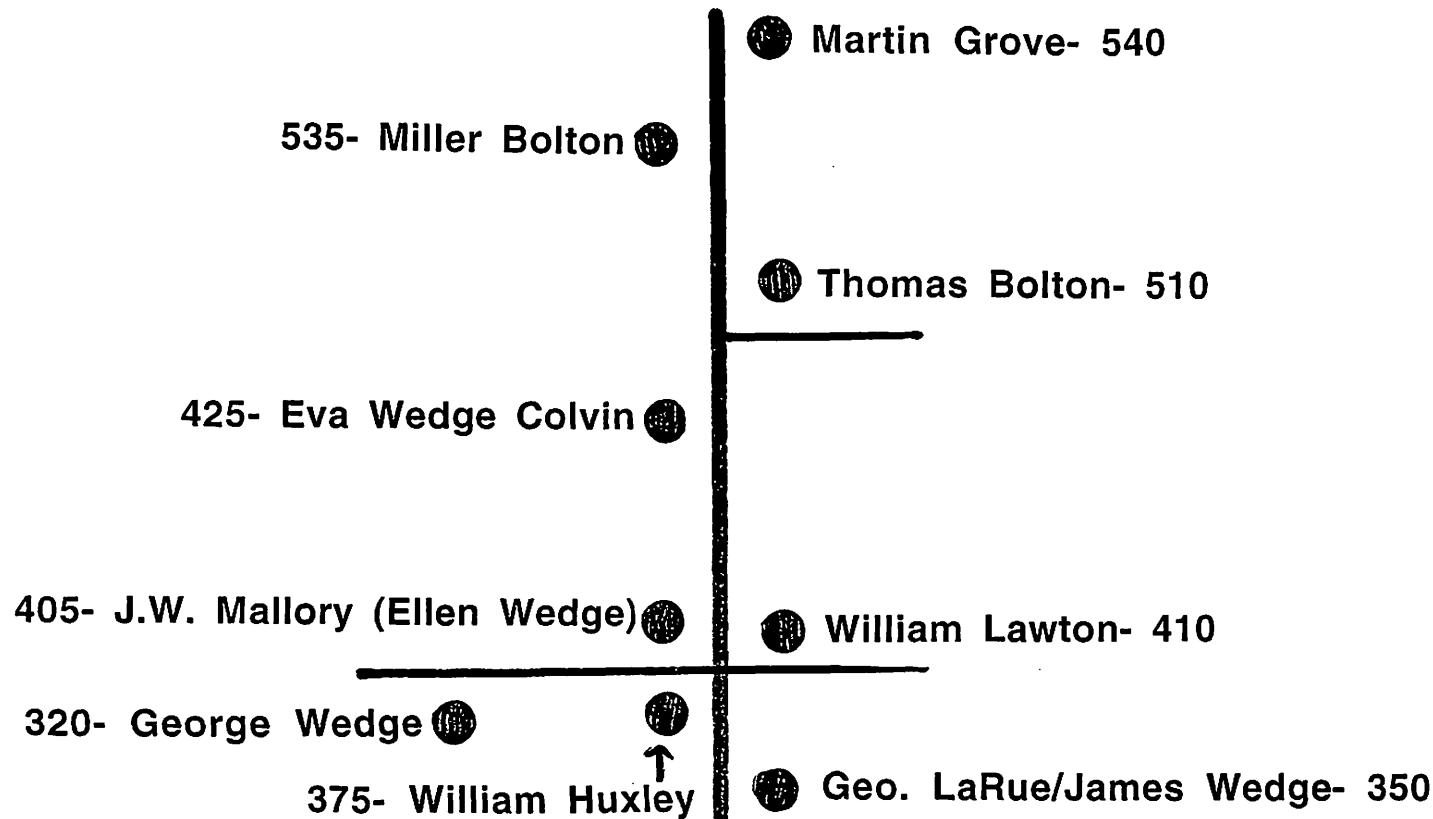 Martin Grove- 540
535- Miller Bolton
Thomas Bolton- 510
425- Eva Wedge Colvin
405- J.W. Mallory (Ellen Wedge)
William Lawton- 410
320- George Wedge
375- William Huxley
Geo. LaRue/James Wedge- 350